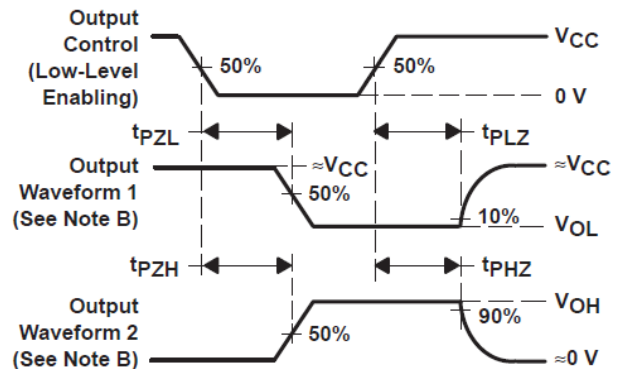 Output
Control
(Low-Level
Enabling)
50%
50%
VCC
0 V
tPZL
tPLZ
Output
Waveform 1
(See Note B)
≈VCC
50%
≈VCC
10%
VOL
tPZH
tPHZ
Output
Waveform 2
(See Note B)
50%
VOH
90%
≈0 V